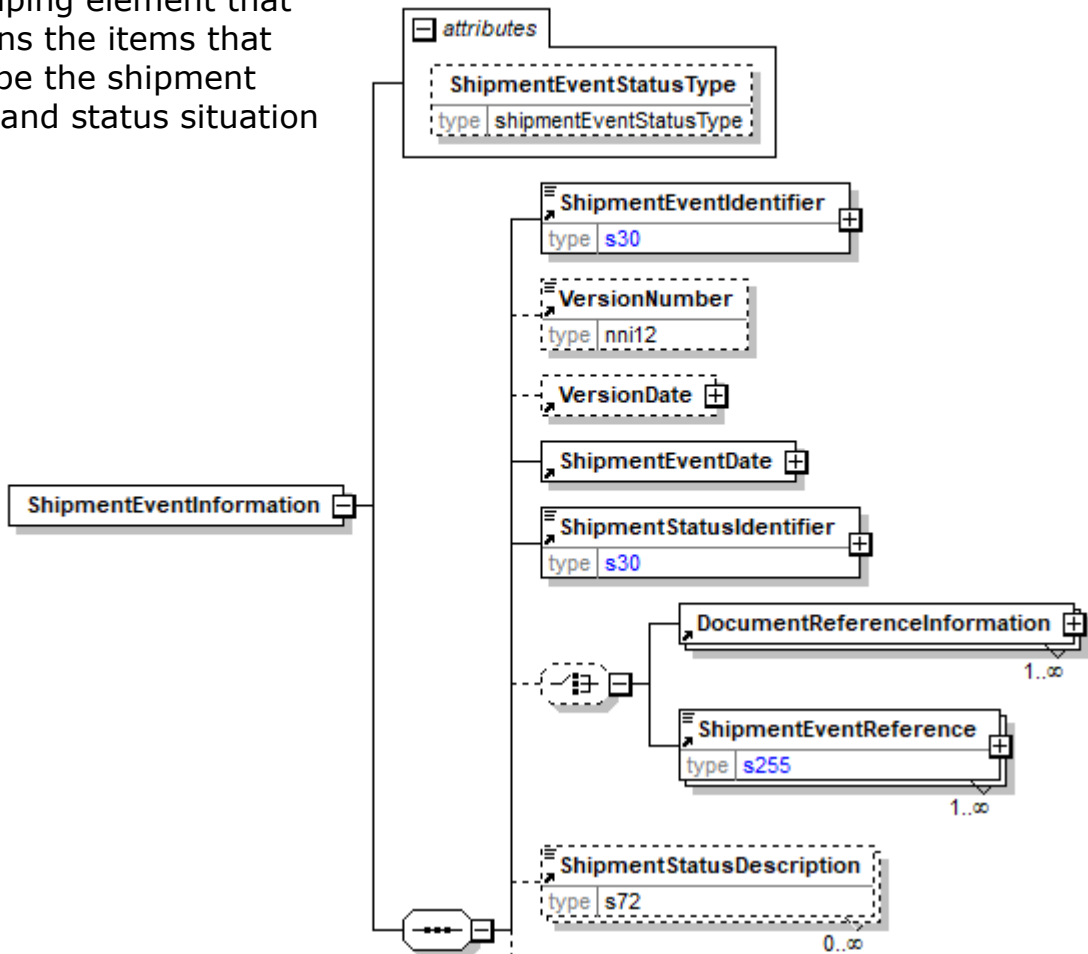 ping element that
ns the items that
be the shipment
and status situation
attributes
ShipmentEventStatusType
type shipmentEventStatusType
ShipmentEventIdentifier
type s30
VersionNumber
type nni12
VersionDate
ShipmentEventDate
ShipmentEventInformation
ShipmentStatusIdentifier
type s30
DocumentReferenceInformation
1..∞
ShipmentEventReference
type s255
1..∞
ShipmentStatusDescription
type s72
0..∞